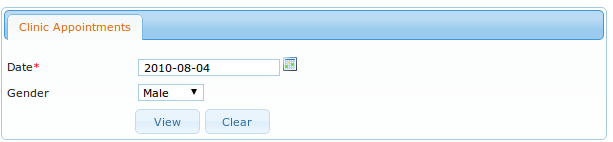 Clinic Appointments
Date* 2010-08-04
Gender Male
View Clear